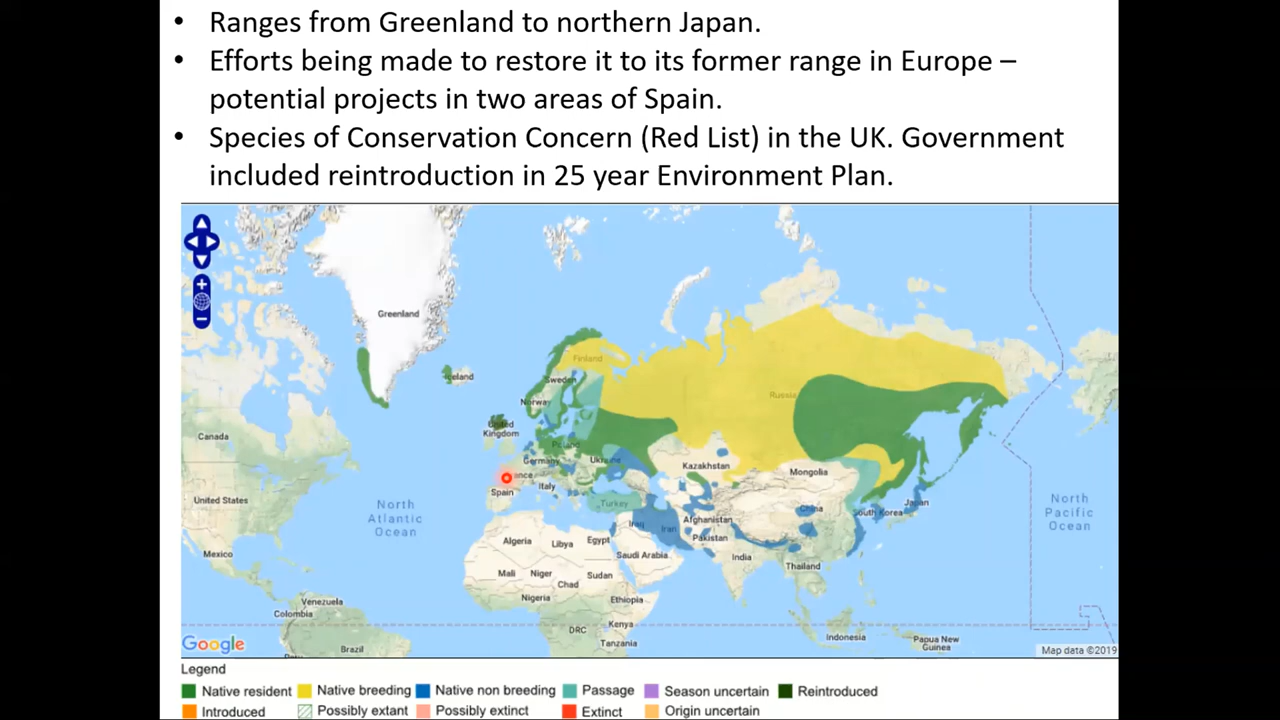 • Ranges from Greenland to northern Japan.
• Efforts being made to restore it to its former range in Europe –
potential projects in two areas of Spain.
• Species of Conservation Concern (Red List) in the UK. Government
included reintroduction in 25 year Environment Plan.
Greenland
Iceland
Finland
Sweden
Norway
Russia
United
Kingdom
Poland
Canada
Germany
Ukraine
Kazakhstan
Mongolia
Italy
Spain
United States
North
Atlantic
Ocean
Turkey
North
Pacific
Ocean
Japan
China
South Korea
Afghanistan
Iraq
Iran
Pakistan
Algeria
Libya
Egypt
Saudi Arabia
India
Mexico
Thailand
Mali
Niger
Chad
Sudan
Nigeria
Ethiopia
Venezuela
Colombia
DRC
Kenya
Tanzania
Indonesia
Papua New
Guinea
Brazil
Google
Map data ©2019
Legend
Native resident Native breeding Native non breeding Passage Season uncertain Reintroduced
Introduced Possibly extant Possibly extinct Extinct Origin uncertain